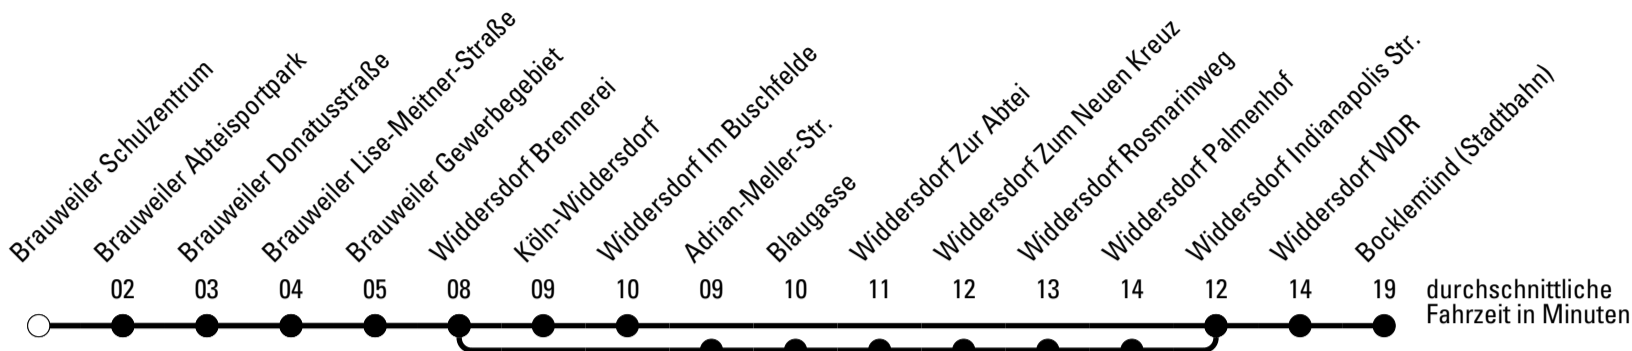 Brauweiler Schulzentrum
Brauweiler Abteisportpark
Brauweiler Donatusstraße
Brauweiler Lise-Meitner-Straße
Brauweiler Gewerbegebiet
Widdersdorf Brennerei
Köln-Widdersdorf
Widdersdorf Im Buschfelde
Adrian-Meller-Str.
Blaugasse
Widdersdorf Zur Abtei
Widdersdorf Zum Neuen Kreuz
Widdersdorf Rosmarinweg
Widdersdorf Palmenhof
Widdersdorf Indianapolis Str.
Widdersdorf WDR
Bocklemünd (Stadtbahn)
02 03 04 05 08 09 10 09 10 11 12 13 14 12 14 19 durchschnittliche
Fahrzeit in Minuten